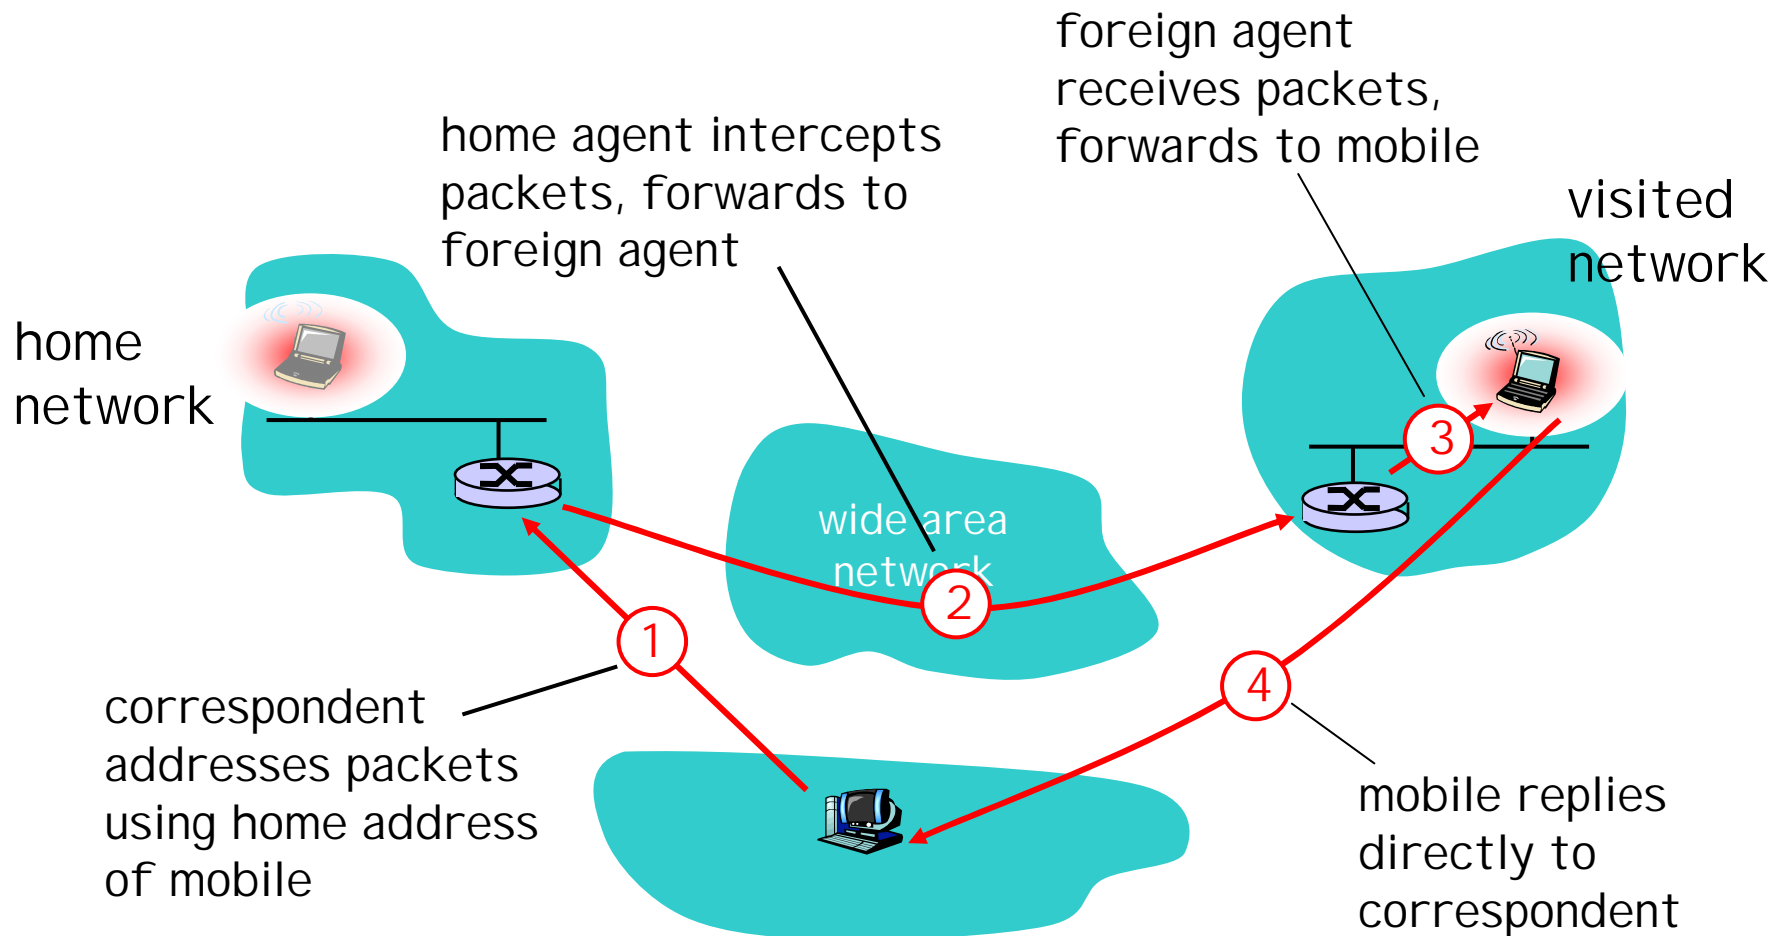 foreign agent
receives packets,
forwards to mobile
home agent intercepts
packets, forwards to
foreign agent
visited
network
home
network
3
wide area
network
2
1
4
correspondent
addresses packets
using home address
of mobile
mobile replies
directly to
correspondent